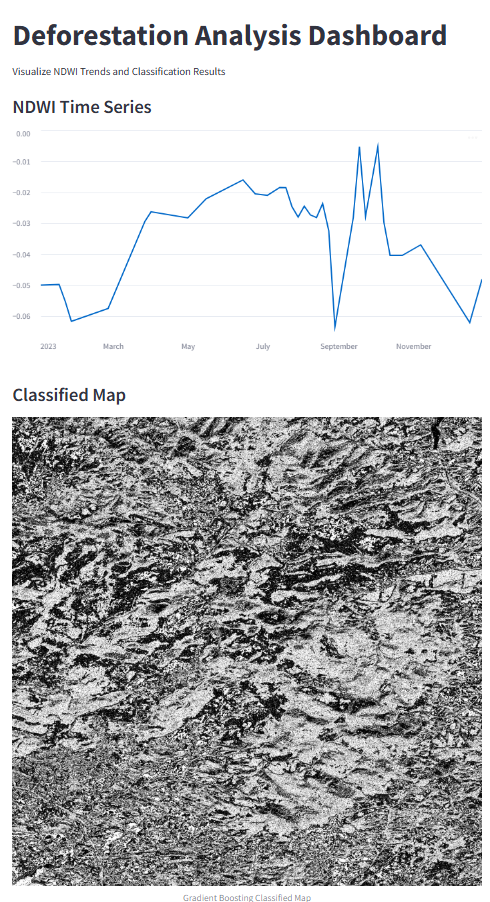 Deforestation Analysis Dashboard
Visualize NDWI Trends and Classification Results
NDWI Time Series
0.00
−0.01
−0.02
−0.03
−0.04
−0.05
−0.06
2023 March May July September November
Classified Map
Gradient Boosting Classified Map